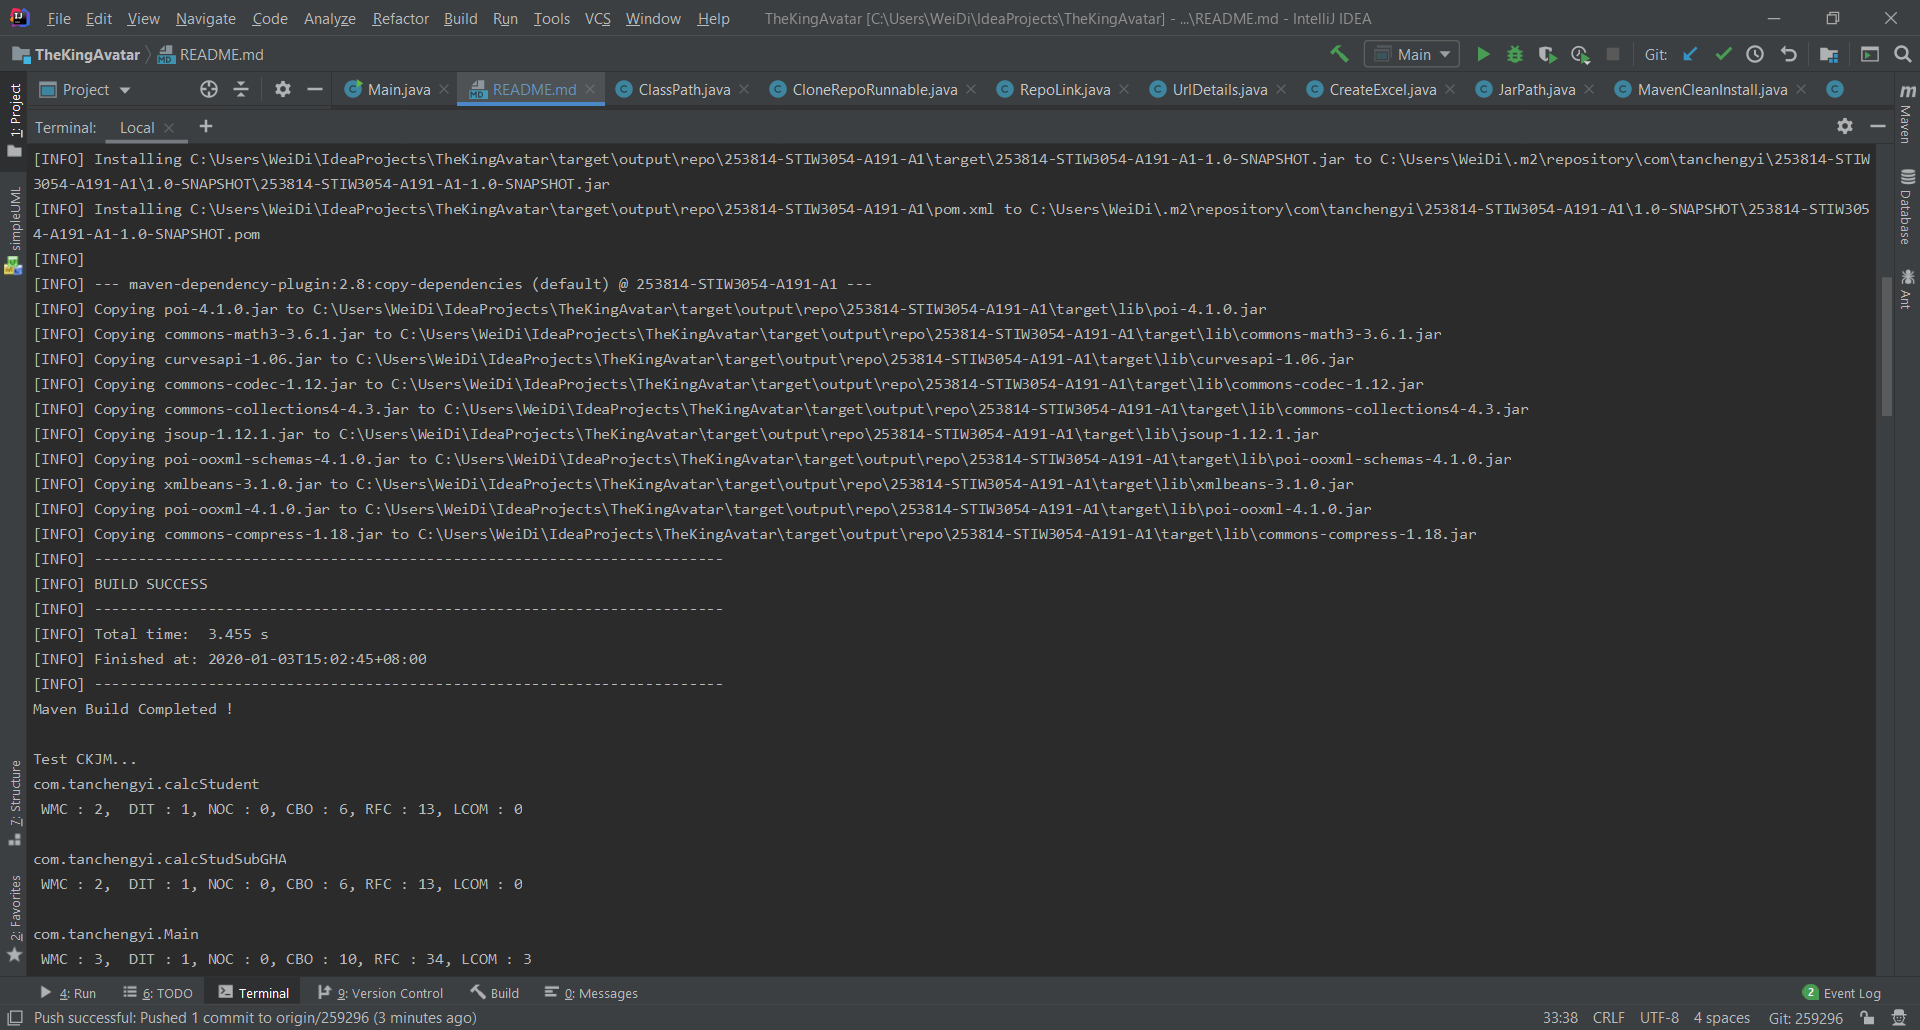 File Edit View Navigate Code Analyze Refactor Build Run Tools VCS Window Help TheKingAvatar [C:\Users\WeiDi\IdeaProjects\TheKingAvatar] - ...\README.md - IntelliJ IDEA
TheKingAvatar README.md Main Git:
Project Main.java README.md ClassPath.java CloneRepoRunnable.java RepoLink.java UrlDetails.java CreateExcel.java JarPath.java MavenCleanInstall.java
Terminal: Local +
[INFO] Installing C:\Users\WeiDi\IdeaProjects\TheKingAvatar\target\output\repo\253814-STIW3054-A191-A1\target\253814-STIW3054-A191-A1-1.0-SNAPSHOT.jar to C:\Users\WeiDi\.m2\repository\com\tanchengyi\253814-STIW
3054-A191-A1\1.0-SNAPSHOT\253814-STIW3054-A191-A1-1.0-SNAPSHOT.jar
[INFO] Installing C:\Users\WeiDi\IdeaProjects\TheKingAvatar\target\output\repo\253814-STIW3054-A191-A1\pom.xml to C:\Users\WeiDi\.m2\repository\com\tanchengyi\253814-STIW3054-A191-A1\1.0-SNAPSHOT\253814-STIW305
4-A191-A1-1.0-SNAPSHOT.pom
[INFO]
[INFO] --- maven-dependency-plugin:2.8:copy-dependencies (default) @ 253814-STIW3054-A191-A1 ---
[INFO] Copying poi-4.1.0.jar to C:\Users\WeiDi\IdeaProjects\TheKingAvatar\target\output\repo\253814-STIW3054-A191-A1\target\lib\poi-4.1.0.jar
[INFO] Copying commons-math3-3.6.1.jar to C:\Users\WeiDi\IdeaProjects\TheKingAvatar\target\output\repo\253814-STIW3054-A191-A1\target\lib\commons-math3-3.6.1.jar
[INFO] Copying curvesapi-1.06.jar to C:\Users\WeiDi\IdeaProjects\TheKingAvatar\target\output\repo\253814-STIW3054-A191-A1\target\lib\curvesapi-1.06.jar
[INFO] Copying commons-codec-1.12.jar to C:\Users\WeiDi\IdeaProjects\TheKingAvatar\target\output\repo\253814-STIW3054-A191-A1\target\lib\commons-codec-1.12.jar
[INFO] Copying commons-collections4-4.3.jar to C:\Users\WeiDi\IdeaProjects\TheKingAvatar\target\output\repo\253814-STIW3054-A191-A1\target\lib\commons-collections4-4.3.jar
[INFO] Copying jsoup-1.12.1.jar to C:\Users\WeiDi\IdeaProjects\TheKingAvatar\target\output\repo\253814-STIW3054-A191-A1\target\lib\jsoup-1.12.1.jar
[INFO] Copying poi-ooxml-schemas-4.1.0.jar to C:\Users\WeiDi\IdeaProjects\TheKingAvatar\target\output\repo\253814-STIW3054-A191-A1\target\lib\poi-ooxml-schemas-4.1.0.jar
[INFO] Copying xmlbeans-3.1.0.jar to C:\Users\WeiDi\IdeaProjects\TheKingAvatar\target\output\repo\253814-STIW3054-A191-A1\target\lib\xmlbeans-3.1.0.jar
[INFO] Copying poi-ooxml-4.1.0.jar to C:\Users\WeiDi\IdeaProjects\TheKingAvatar\target\output\repo\253814-STIW3054-A191-A1\target\lib\poi-ooxml-4.1.0.jar
[INFO] Copying commons-compress-1.18.jar to C:\Users\WeiDi\IdeaProjects\TheKingAvatar\target\output\repo\253814-STIW3054-A191-A1\target\lib\commons-compress-1.18.jar
[INFO] ------------------------------------------------------------------------
[INFO] BUILD SUCCESS
[INFO] ------------------------------------------------------------------------
[INFO] Total time:  3.455 s
[INFO] Finished at: 2020-01-03T15:02:45+08:00
[INFO] ------------------------------------------------------------------------
Maven Build Completed !
Test CKJM...
com.tanchengyi.calcStudent
WMC : 2,  DIT : 1, NOC : 0, CBO : 6, RFC : 13, LCOM : 0
com.tanchengyi.calcStudSubGHA
WMC : 2,  DIT : 1, NOC : 0, CBO : 6, RFC : 13, LCOM : 0
com.tanchengyi.Main
WMC : 3,  DIT : 1, NOC : 0, CBO : 10, RFC : 34, LCOM : 3
1: Project
simpleUML
7: Structure
2: Favorites
Maven
Database
Ant
4: Run 6: TODO Terminal 9: Version Control Build 0: Messages 2 Event Log
Push successful: Pushed 1 commit to origin/259296 (3 minutes ago) 33:38 CRLF UTF-8 4 spaces Git: 259296